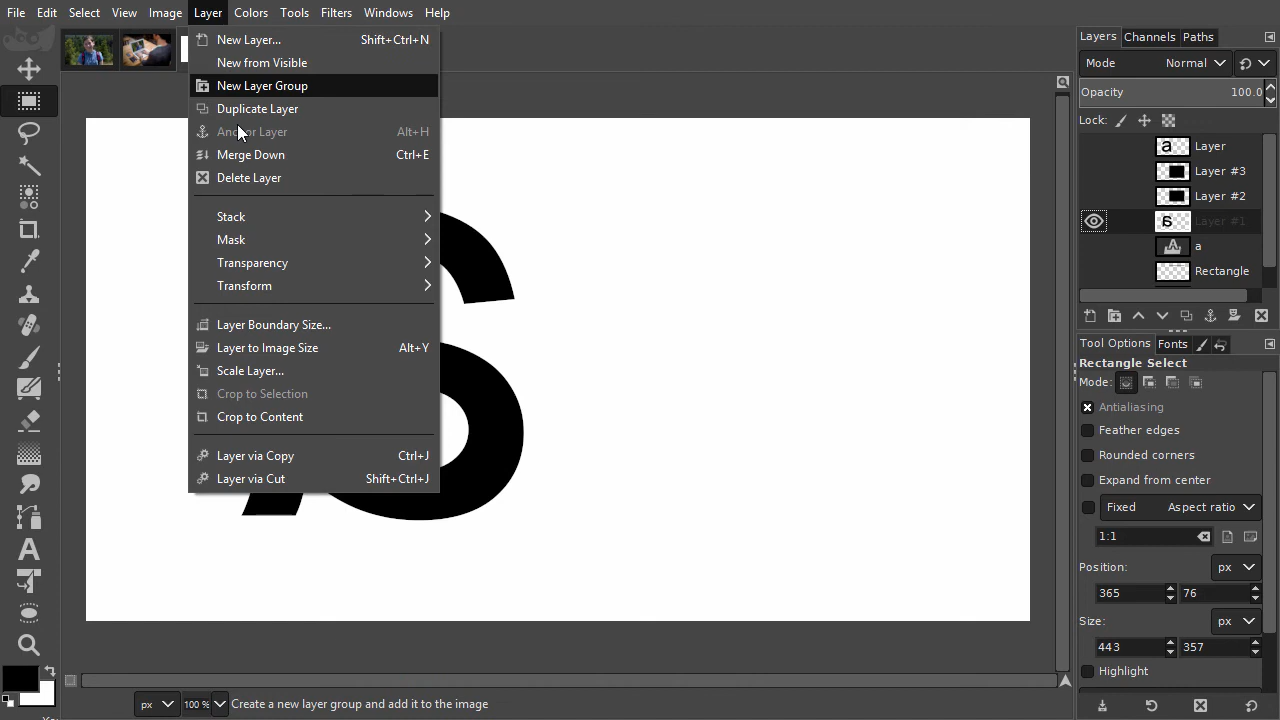 File Edit Select View Image Layer Colors Tools Filters Windows Help
New Layer... Shift+Ctrl+N
New from Visible
New Layer Group
Duplicate Layer
Anchor Layer Alt+H
Merge Down Ctrl+E
Delete Layer
Stack
Mask
Transparency
Transform
Layer Boundary Size...
Layer to Image Size Alt+Y
Scale Layer...
Crop to Selection
Crop to Content
Layer via Copy Ctrl+J
Layer via Cut Shift+Ctrl+J
Layers Channels Paths
Mode Normal
Opacity 100.0
Lock:
Layer
Layer #3
Layer #2
Layer #1
a
Rectangle
Tool Options Fonts
Rectangle Select
Mode:
Antialiasing
Feather edges
Rounded corners
Expand from center
Fixed Aspect ratio
1:1
Position:
px
365 76
Size:
px
443 357
Highlight
px 100 % Create a new layer group and add it to the image